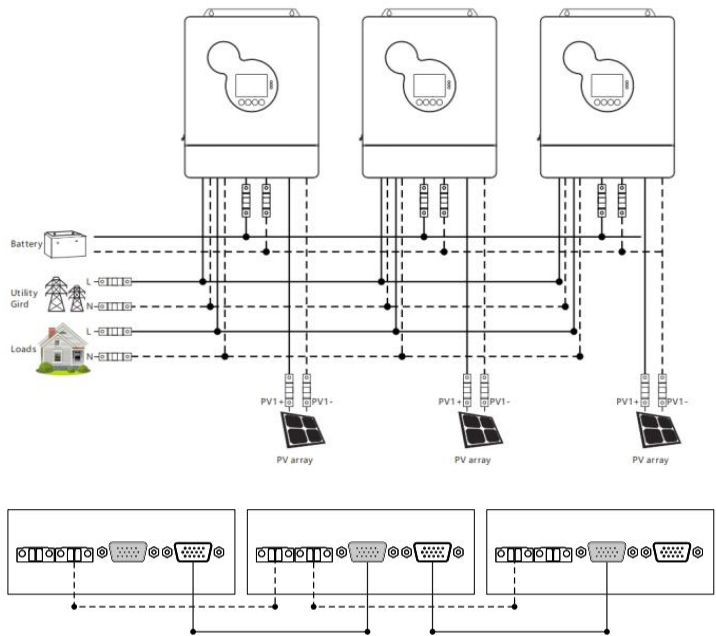 Battery
Utility
Gird
L
N
Loads
L
N
PV1+ PV1-
PV1+ PV1-
PV1+ PV1-
PV array
PV array
PV array